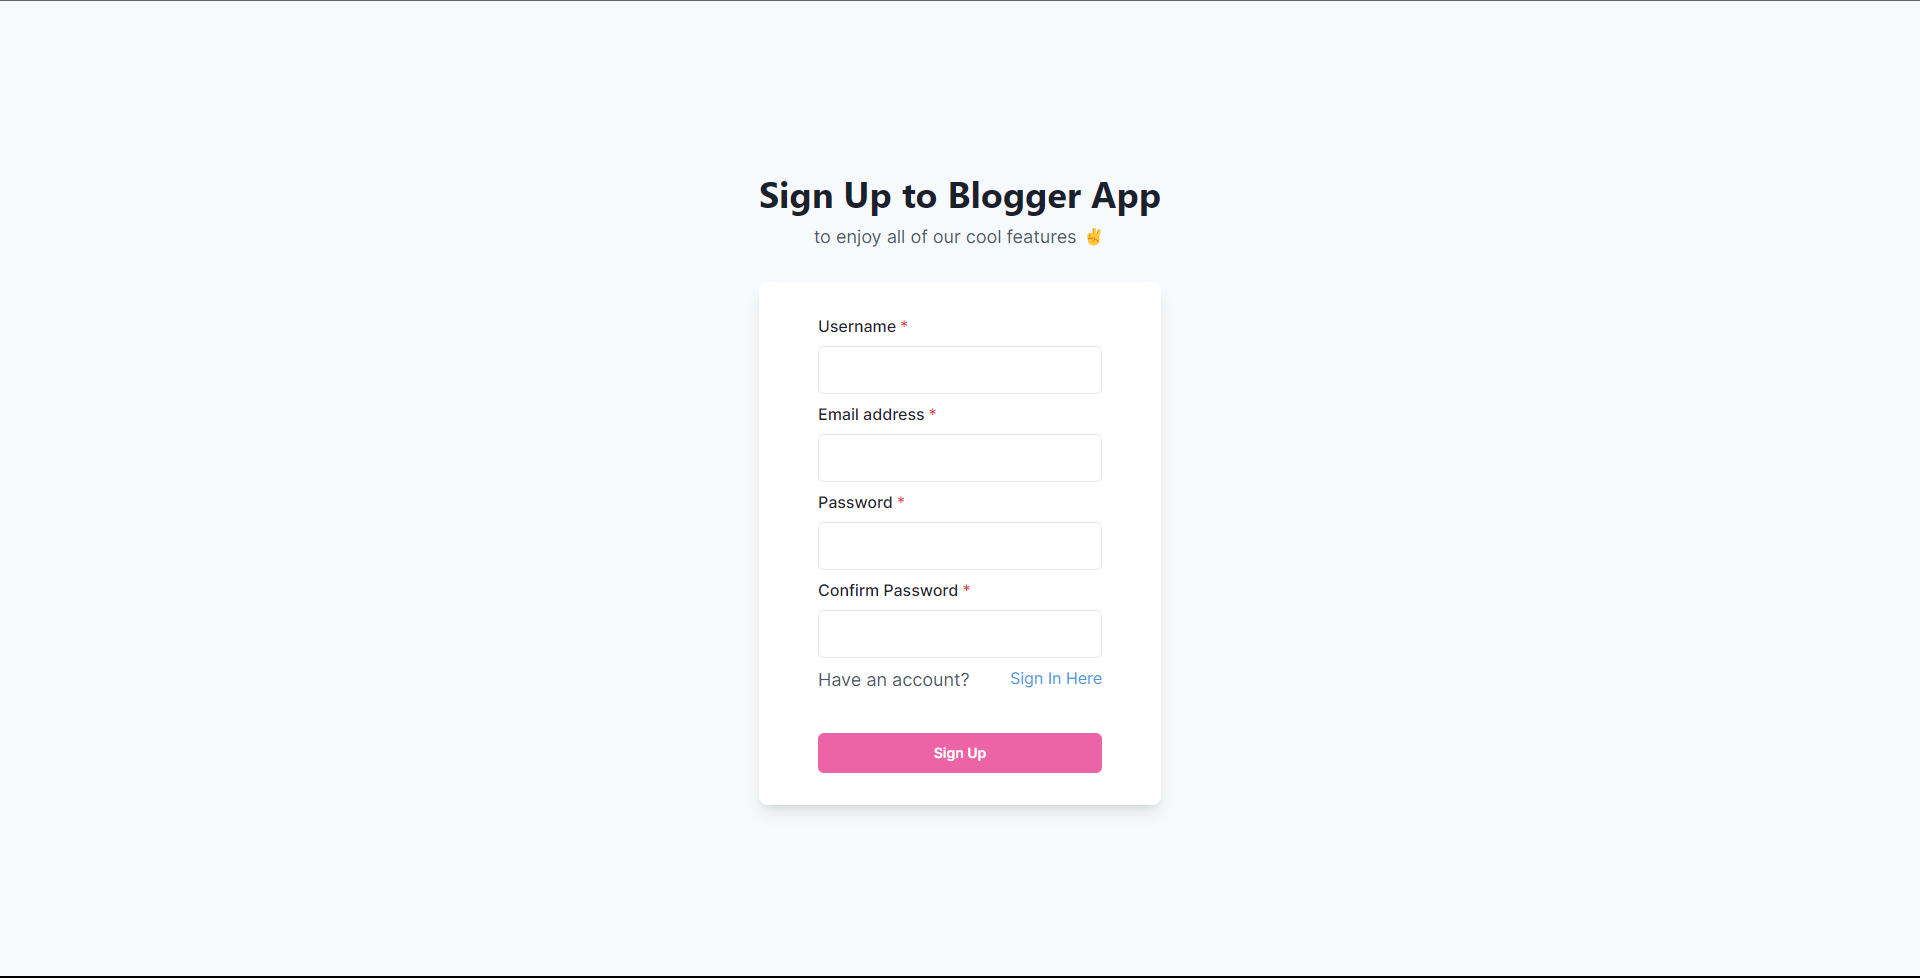 Sign Up to Blogger App
to enjoy all of our cool features ✌️
Username *
Email address *
Password *
Confirm Password *
Have an account? Sign In Here
Sign Up